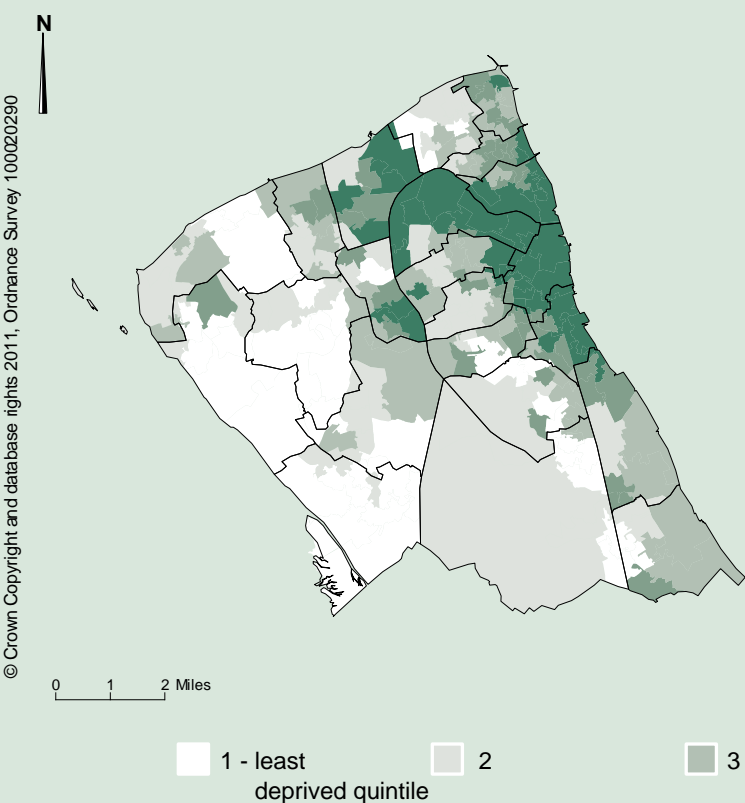 N
© Crown Copyright and database rights 2011, Ordnance Survey 100020290
0 1 2 Miles
1 - least
deprived quintile
2
3